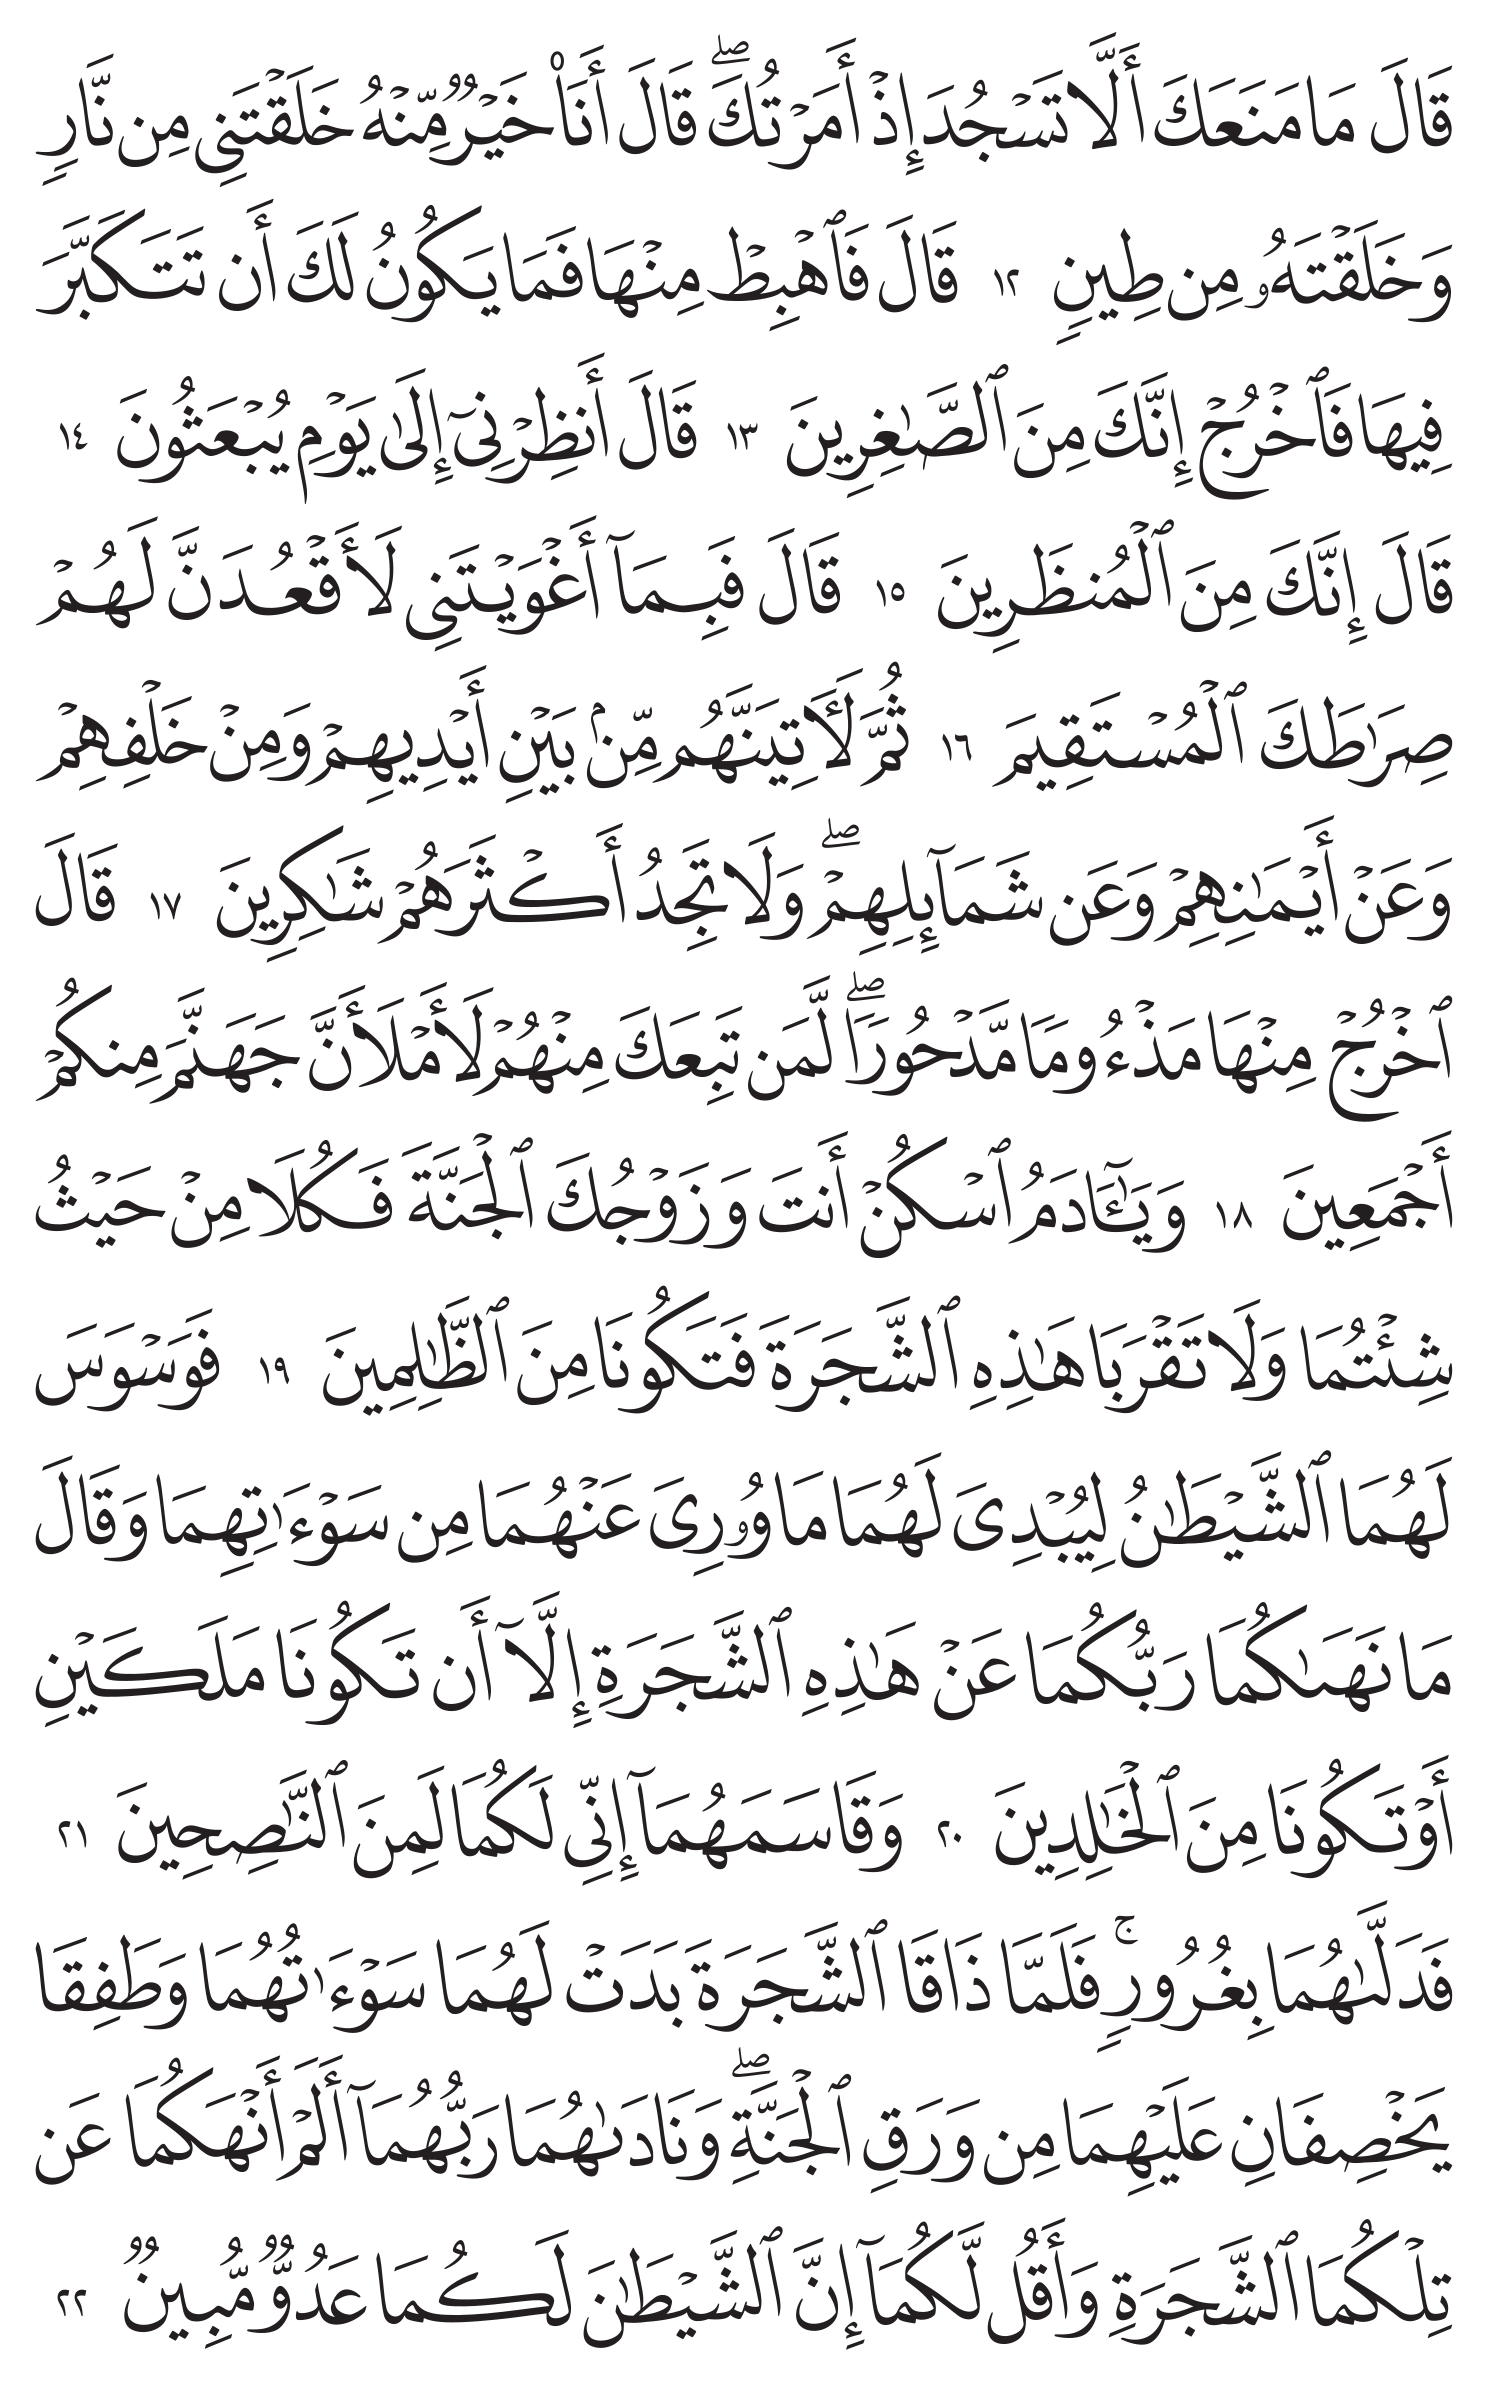 قَالَ مَا مَنَعَكَ أَلَّا تَسْجُدَ إِذْ أَمَرْتُكَ ۖ قَالَ أَنَا۠ خَيْرٌ مِّنْهُ خَلَقْتَنِى مِن نَّارٍ
وَخَلَقْتَهُۥ مِن طِينٍ ١٢ قَالَ فَٱهْبِطْ مِنْهَا فَمَا يَكُونُ لَكَ أَن تَتَكَبَّرَ
فِيهَا فَٱخْرُجْ إِنَّكَ مِنَ ٱلصَّـٰغِرِينَ ١٣ قَالَ أَنظِرْنِىٓ إِلَىٰ يَوْمِ يُبْعَثُونَ ١٤
قَالَ إِنَّكَ مِنَ ٱلْمُنظَرِينَ ١٥ قَالَ فَبِمَآ أَغْوَيْتَنِى لَأَقْعُدَنَّ لَهُمْ
صِرَٰطَكَ ٱلْمُسْتَقِيمَ ١٦ ثُمَّ لَـَٔاتِيَنَّهُم مِّنۢ بَيْنِ أَيْدِيهِمْ وَمِنْ خَلْفِهِمْ
وَعَنْ أَيْمَـٰنِهِمْ وَعَن شَمَآئِلِهِمْ ۖ وَلَا تَجِدُ أَكْثَرَهُمْ شَـٰكِرِينَ ١٧ قَالَ
ٱخْرُجْ مِنْهَا مَذْءُومًا مَّدْحُورًا ۖ لَّمَن تَبِعَكَ مِنْهُمْ لَأَمْلَأَنَّ جَهَنَّمَ مِنكُمْ
أَجْمَعِينَ ١٨ وَيَـٰٓـَٔادَمُ ٱسْكُنْ أَنتَ وَزَوْجُكَ ٱلْجَنَّةَ فَكُلَا مِنْ حَيْثُ
شِئْتُمَا وَلَا تَقْرَبَا هَـٰذِهِ ٱلشَّجَرَةَ فَتَكُونَا مِنَ ٱلظَّـٰلِمِينَ ١٩ فَوَسْوَسَ
لَهُمَا ٱلشَّيْطَـٰنُ لِيُبْدِىَ لَهُمَا مَا وُۥرِىَ عَنْهُمَا مِن سَوْءَٰتِهِمَا وَقَالَ
مَا نَهَىٰكُمَا رَبُّكُمَا عَنْ هَـٰذِهِ ٱلشَّجَرَةِ إِلَّآ أَن تَكُونَا مَلَكَيْنِ
أَوْ تَكُونَا مِنَ ٱلْخَـٰلِدِينَ ٢٠ وَقَاسَمَهُمَآ إِنِّى لَكُمَا لَمِنَ ٱلنَّـٰصِحِينَ ٢١
فَدَلَّىٰهُمَا بِغُرُورٍ ۚ فَلَمَّا ذَاقَا ٱلشَّجَرَةَ بَدَتْ لَهُمَا سَوْءَٰتُهُمَا وَطَفِقَا
يَخْصِفَانِ عَلَيْهِمَا مِن وَرَقِ ٱلْجَنَّةِ ۖ وَنَادَىٰهُمَا رَبُّهُمَآ أَلَمْ أَنْهَكُمَا عَن
تِلْكُمَا ٱلشَّجَرَةِ وَأَقُل لَّكُمَآ إِنَّ ٱلشَّيْطَـٰنَ لَكُمَا عَدُوٌّ مُّبِينٌ ٢٢